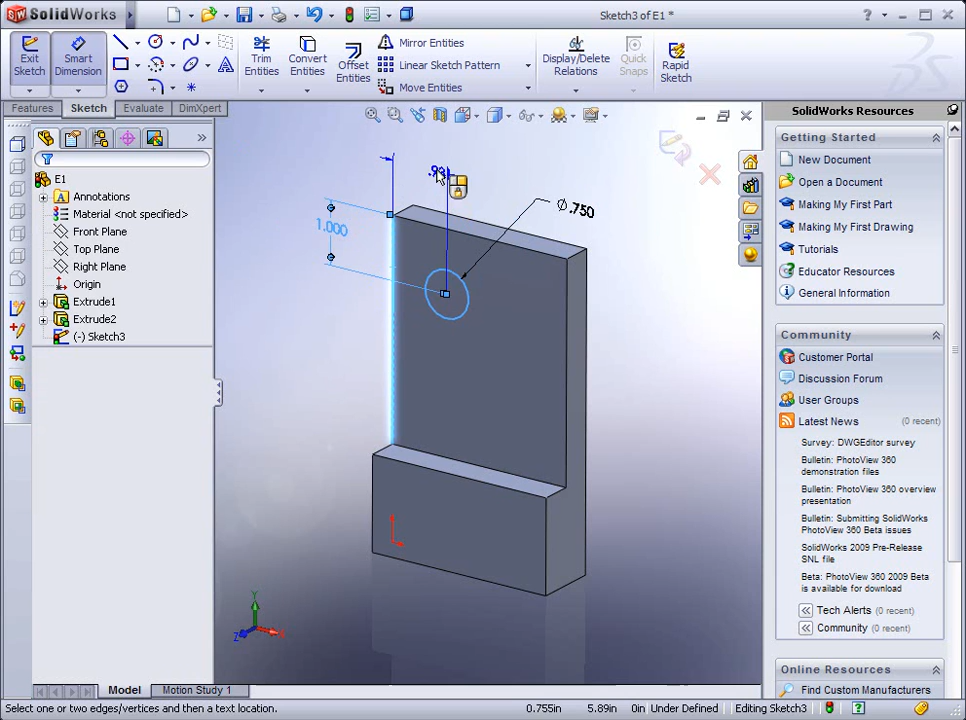 SolidWorks
Sketch3 of E1 *
Exit Sketch
Smart Dimension
Trim Entities
Convert Entities
Offset Entities
Mirror Entities
Linear Sketch Pattern
Move Entities
Display/Delete Relations
Quick Snaps
Rapid Sketch
Features
Sketch
Evaluate
DimXpert
E1
Annotations
Material <not specified>
Front Plane
Top Plane
Right Plane
Origin
Extrude1
Extrude2
(-) Sketch3
1.000
Ø.750
Y
Z
SolidWorks Resources
Getting Started
New Document
Open a Document
Making My First Part
Making My First Drawing
Tutorials
Educator Resources
General Information
Community
Customer Portal
Discussion Forum
User Groups
Latest News (0 recent)
Survey: DWGEditor survey
Bulletin: PhotoView 360
demonstration files
Bulletin: PhotoView 360 overview
presentation
Bulletin: Submitting SolidWorks
PhotoView 360 Beta issues
SolidWorks 2009 Pre-Release
SNL file
Beta: PhotoView 360 2009 Beta
is available for download
Tech Alerts (0 recent)
Community (0 recent)
Online Resources
Find Custom Manufacturers
Model
Motion Study 1
Select one or two edges/vertices and then a text location.
0.755in
5.89in
0in
Under Defined
Editing Sketch3